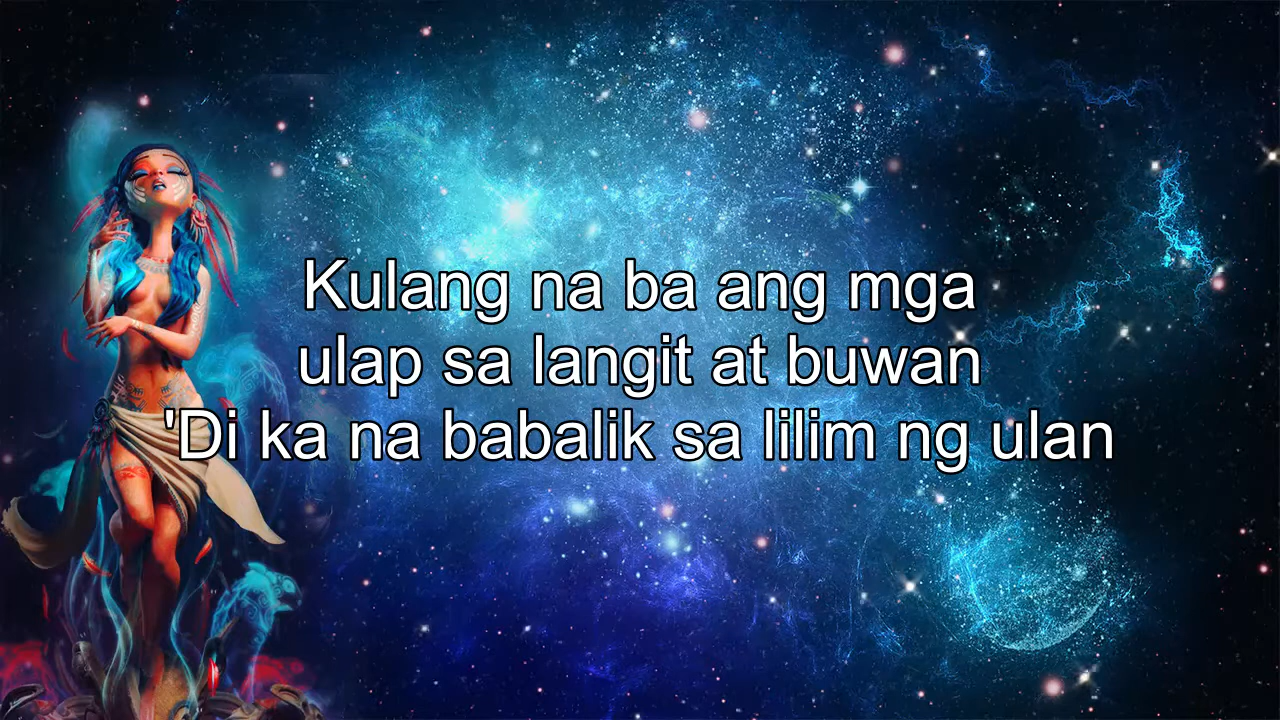 Kulang na ba ang mga
ulap sa langit at buwan
'Di ka na babalik sa lilim ng ulan